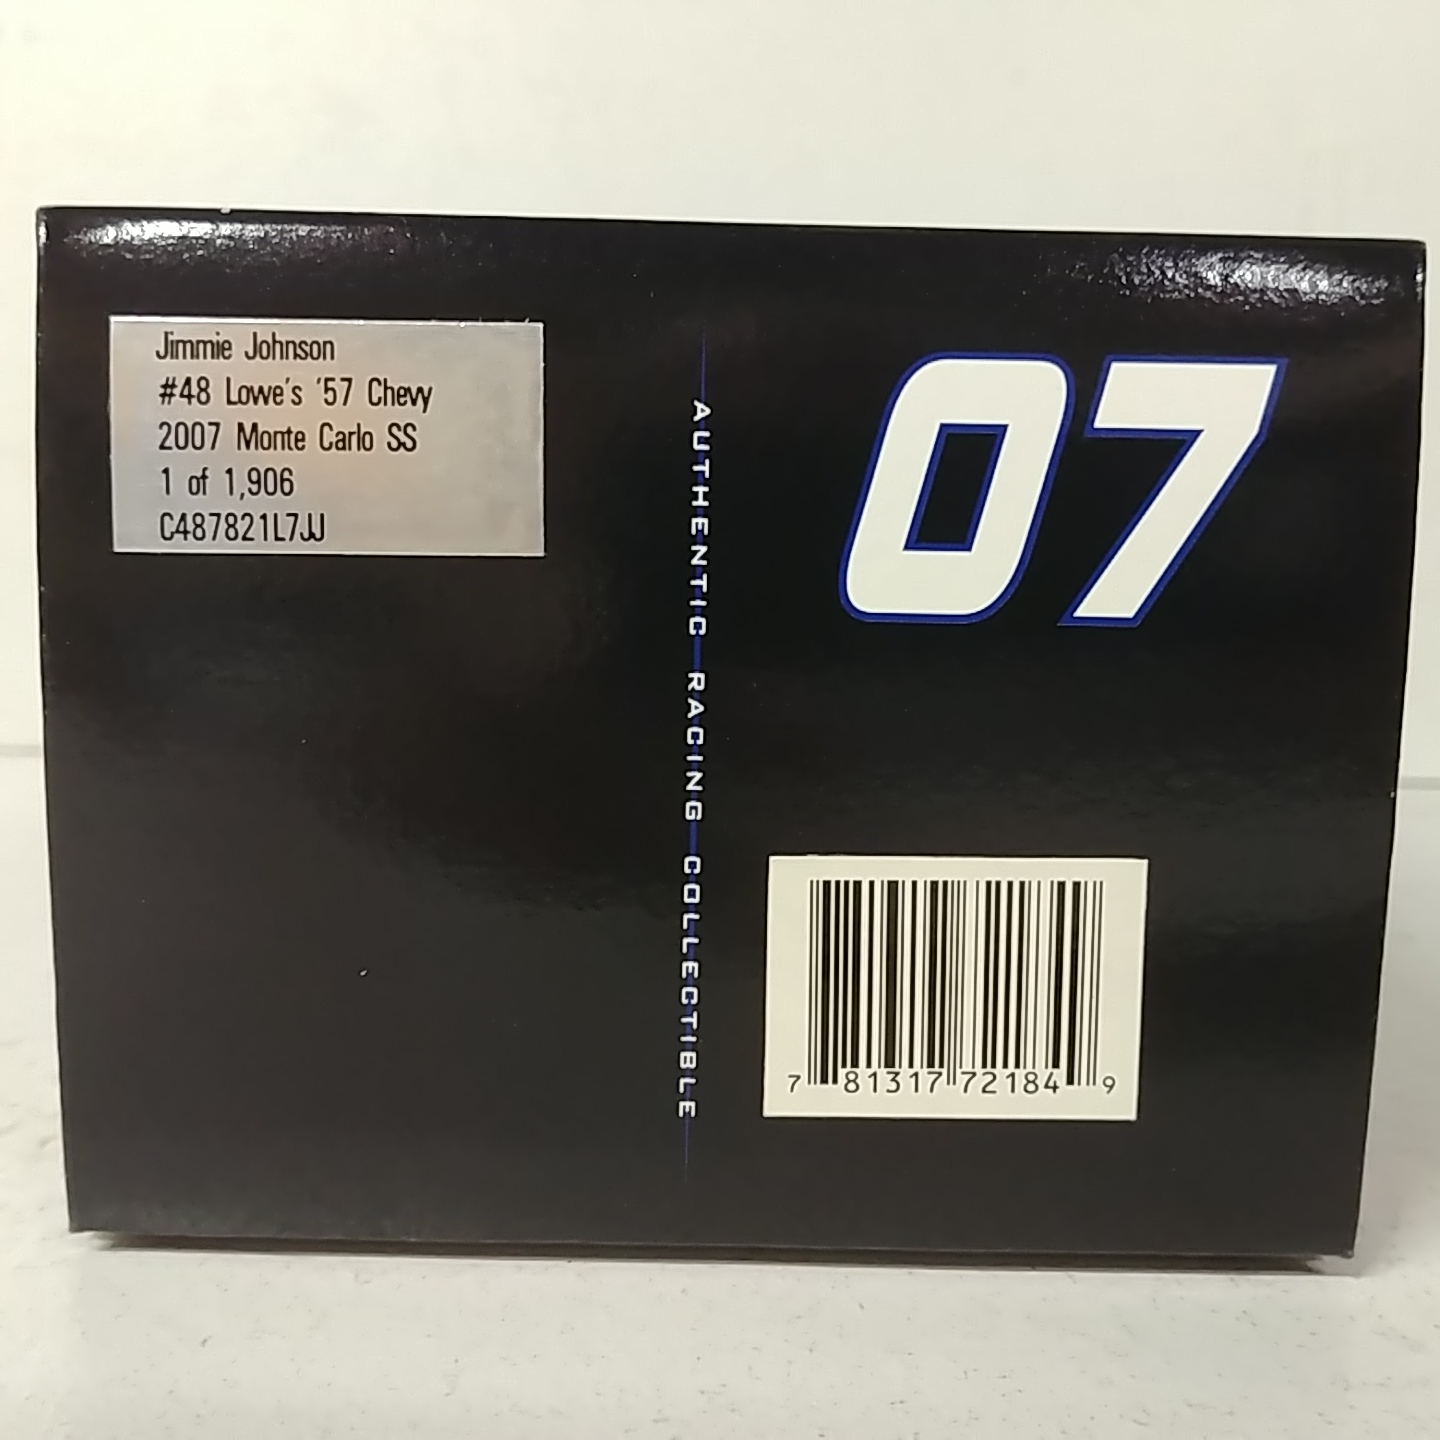 Jimmie Johnson
#48 Lowe's '57 Chevy
2007 Monte Carlo SS
1 of 1,906
C487821L7JJ
AUTHENTIC RACING COLLECTIBLE
07
7 81317 72184 9